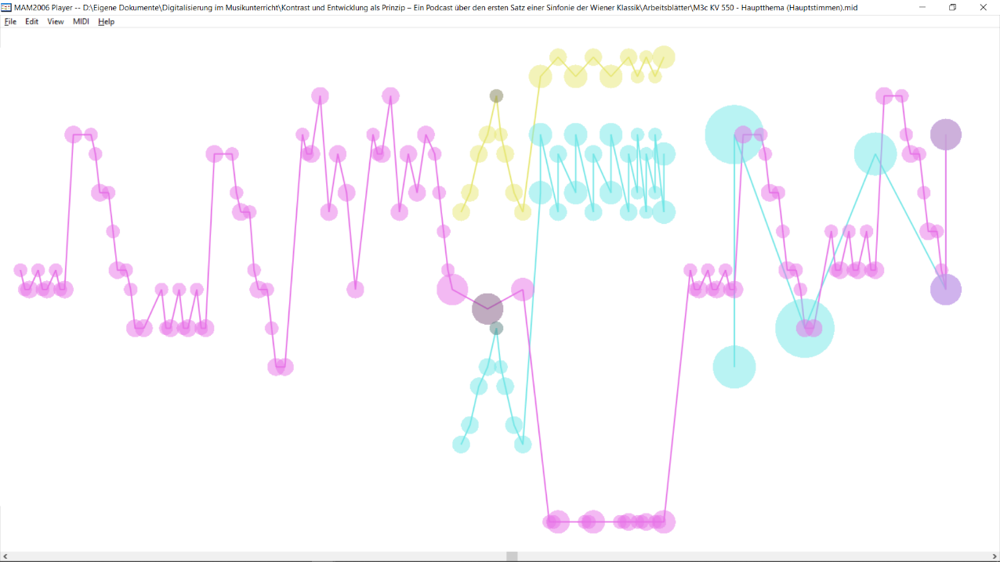 MAM2006 Player -- D:\Eigene Dokumente\Digitalisierung im Musikunterricht\Kontrast und Entwicklung als Prinzip – Ein Podcast über den ersten Satz einer Sinfonie der Wiener Klassik\Arbeitsblätter\M3c KV 550 - Hauptthema (Hauptstimmen).mid
File Edit View MIDI Help